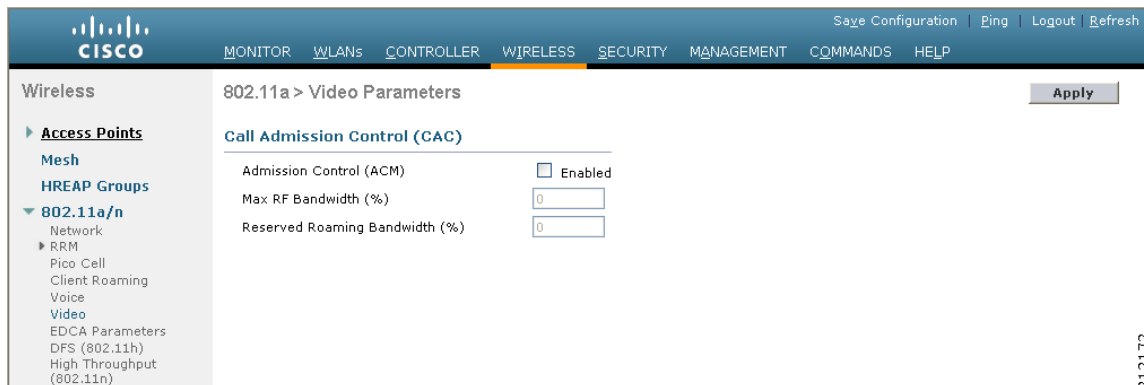 Save Configuration | Ping | Logout | Refresh
CISCO
MONITOR WLANs CONTROLLER WIRELESS SECURITY MANAGEMENT COMMANDS HELP
Wireless
802.11a > Video Parameters
Apply
Access Points
Mesh
HREAP Groups
802.11a/n
Network
RRM
Pico Cell
Client Roaming
Voice
Video
EDCA Parameters
DFS (802.11h)
High Throughput
(802.11n)
Call Admission Control (CAC)
Admission Control (ACM) Enabled
Max RF Bandwidth (%) 0
Reserved Roaming Bandwidth (%) 0